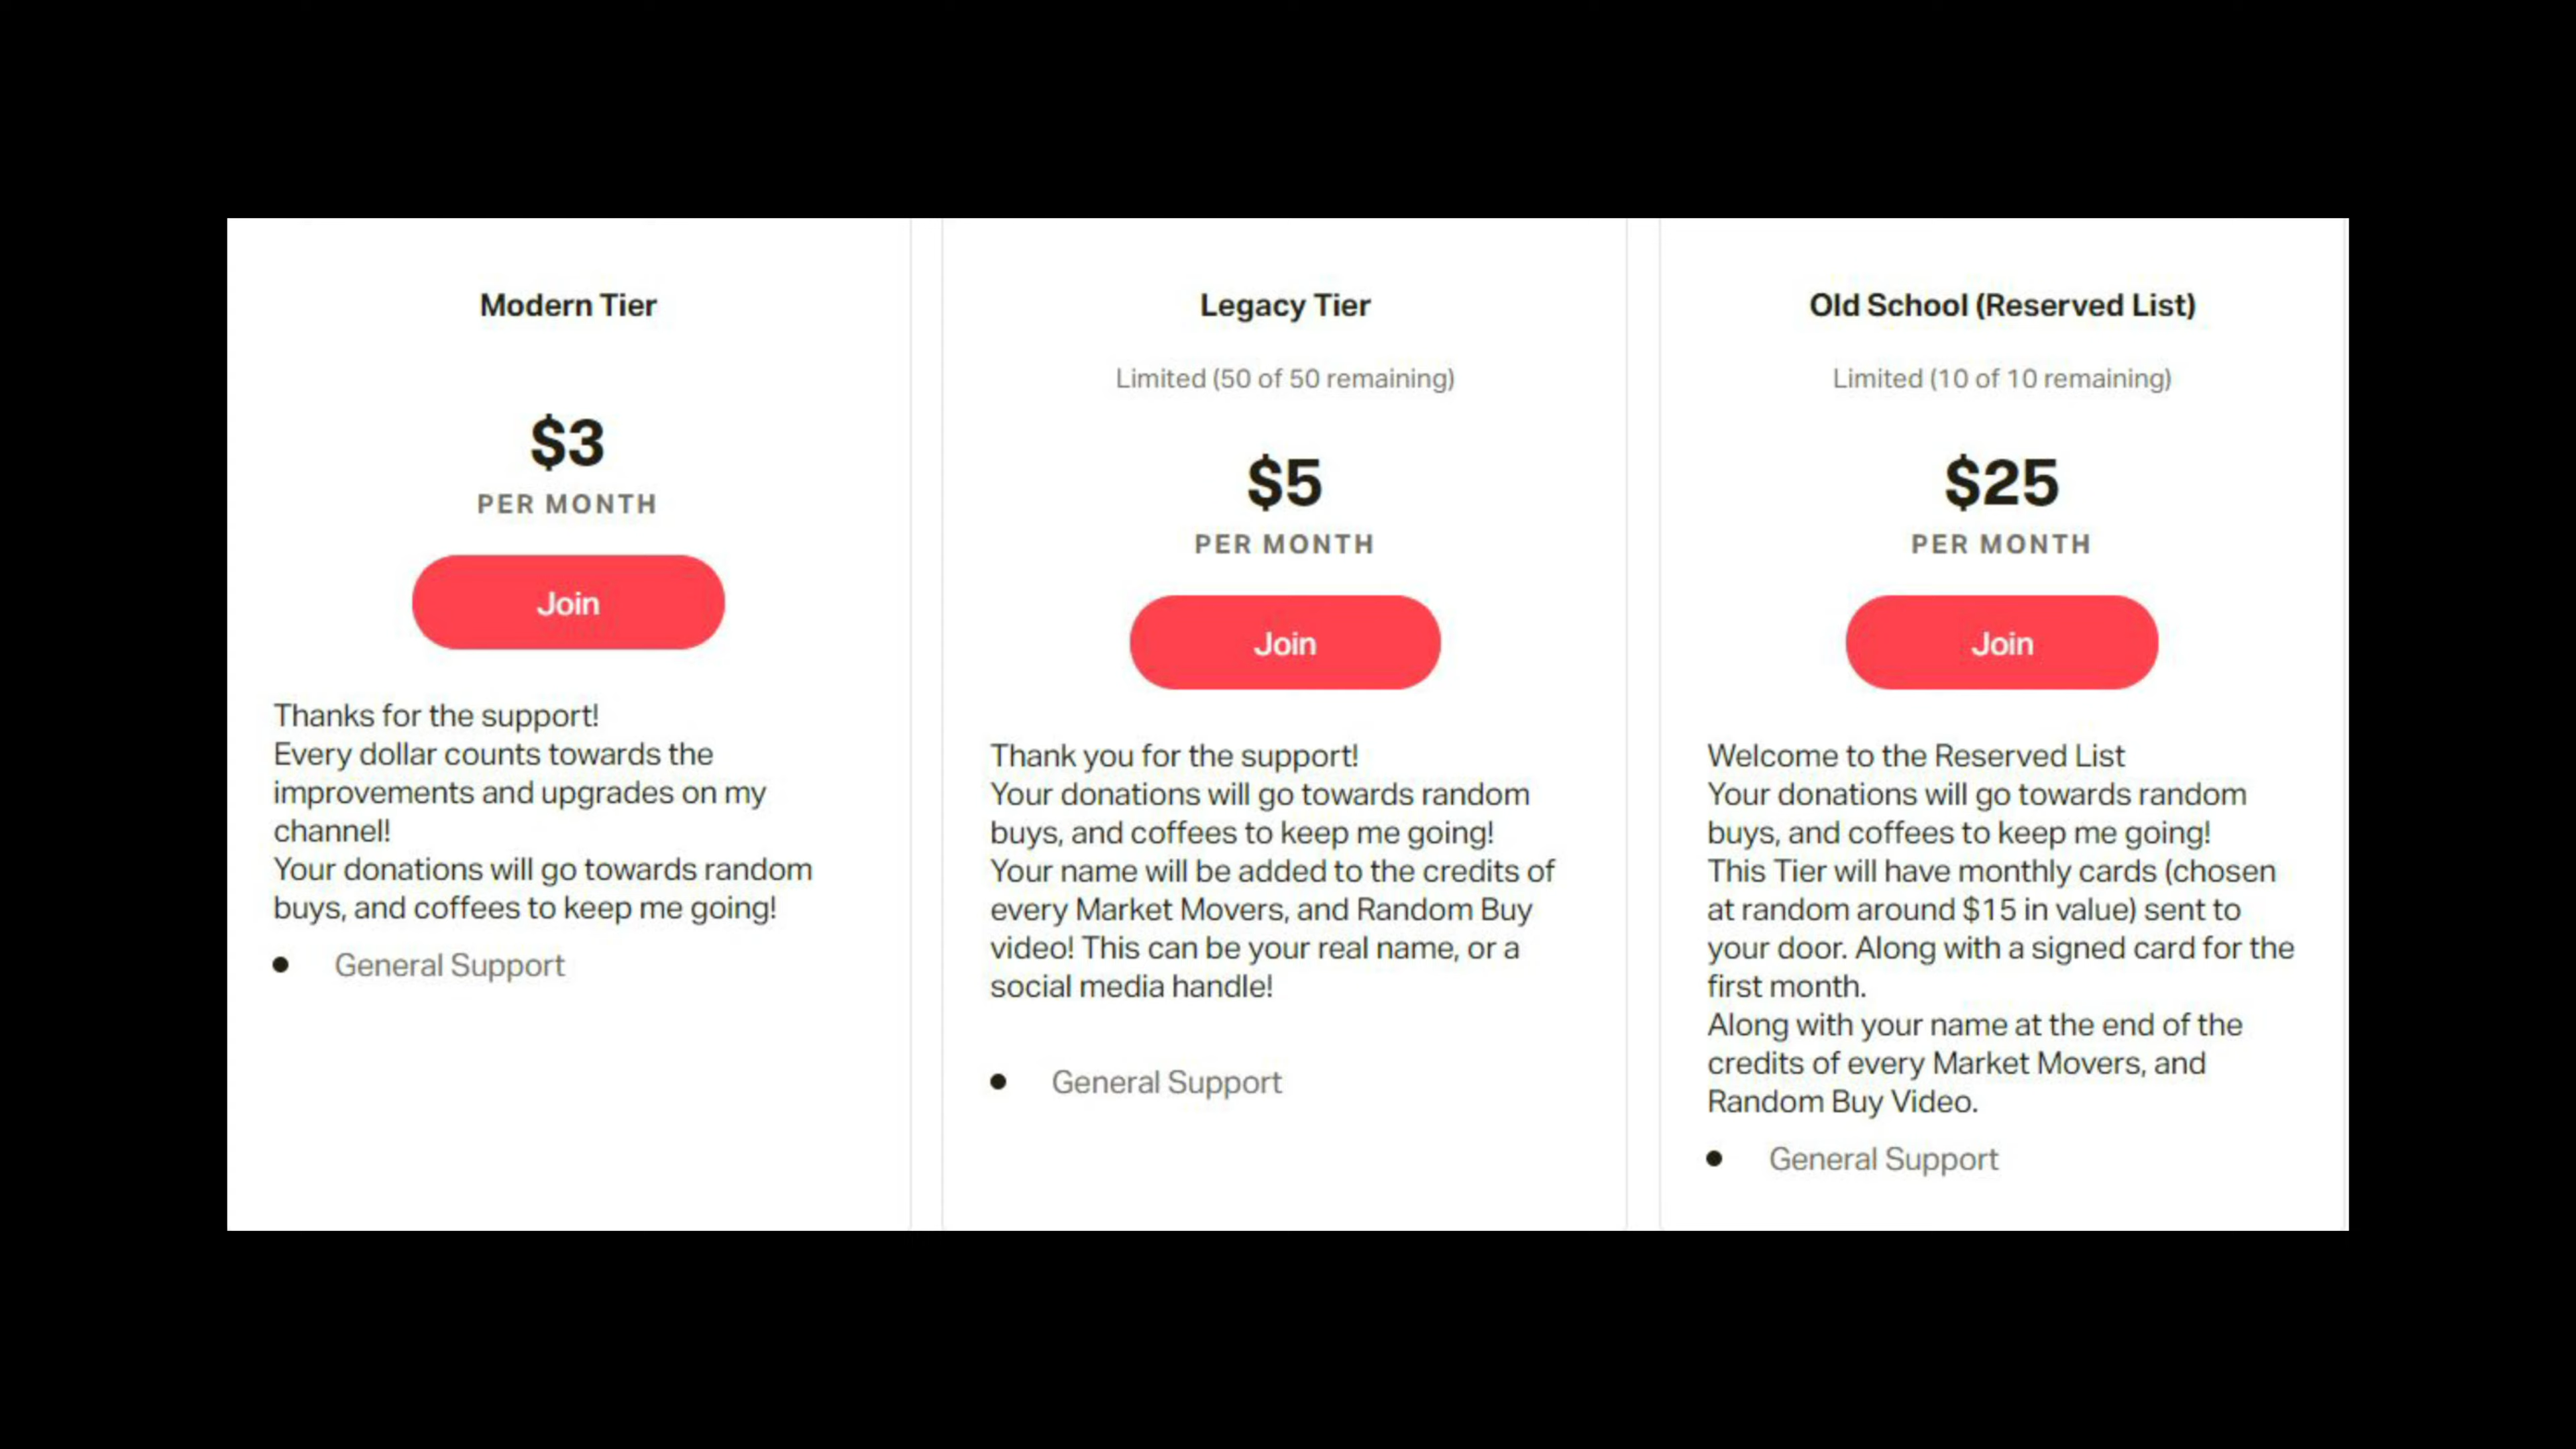 Modern Tier
$3
PER MONTH
Join
Thanks for the support!
Every dollar counts towards the
improvements and upgrades on my
channel!
Your donations will go towards random
buys, and coffees to keep me going!
General Support
Legacy Tier
Limited (50 of 50 remaining)
$5
PER MONTH
Join
Thank you for the support!
Your donations will go towards random
buys, and coffees to keep me going!
Your name will be added to the credits of
every Market Movers, and Random Buy
video! This can be your real name, or a
social media handle!
General Support
Old School (Reserved List)
Limited (10 of 10 remaining)
$25
PER MONTH
Join
Welcome to the Reserved List
Your donations will go towards random
buys, and coffees to keep me going!
This Tier will have monthly cards (chosen
at random around $15 in value) sent to
your door. Along with a signed card for the
first month.
Along with your name at the end of the
credits of every Market Movers, and
Random Buy Video.
General Support